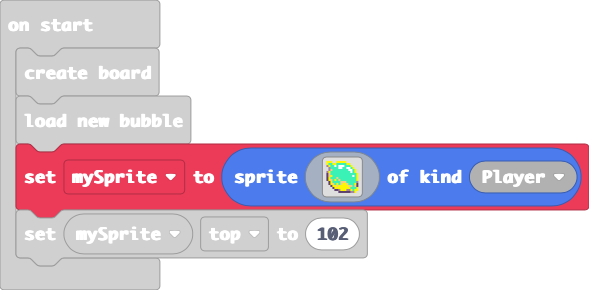 on start
create board
load new bubble
set mySprite to sprite of kind Player
set mySprite top to 102